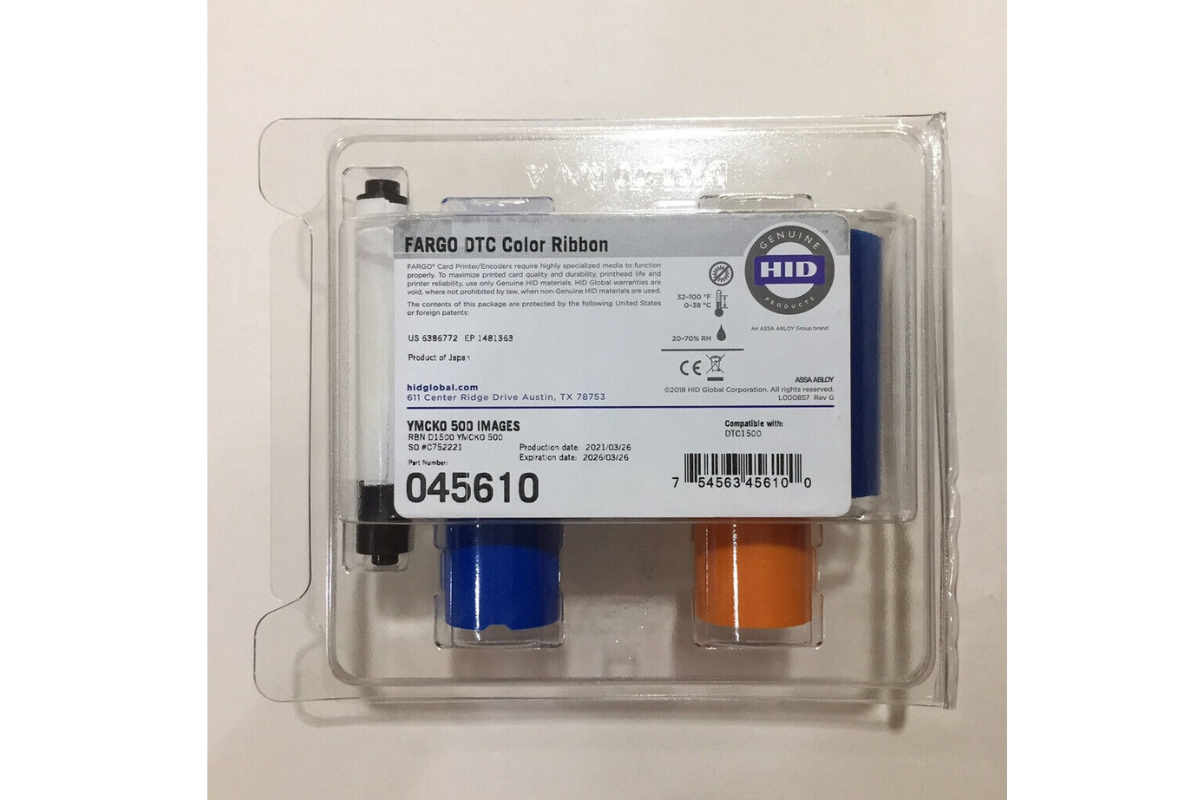 FARGO DTC Color Ribbon
FARGO® Card Printer/Encoders require highly specialized media to function
properly. To maximize printed card quality and durability, printhead life and
printer reliability, use only Genuine HID materials. HID Global warranties are
void, where not prohibited by law, when non-Genuine HID materials are used.
The contents of this package are protected by the following United States
or foreign patents:
US 6386772 EP 1481363
Product of Japan
hidglobal.com
611 Center Ridge Drive Austin, TX 78753
GENUINE
HID
PRODUCTS
™
An ASSA ABLOY Group brand
32-100 °F
0-38 °C
20-70% RH
CE
ASSA ABLOY
©2018 HID Global Corporation. All rights reserved.
L000857 Rev G
YMCKO 500 IMAGES
RBN D1500 YMCKO 500
SO #C752221
Production date: 2021/03/26
Expiration date: 2026/03/26
Part Number:
045610
Compatible with:
DTC1500
7 54563 45610 0